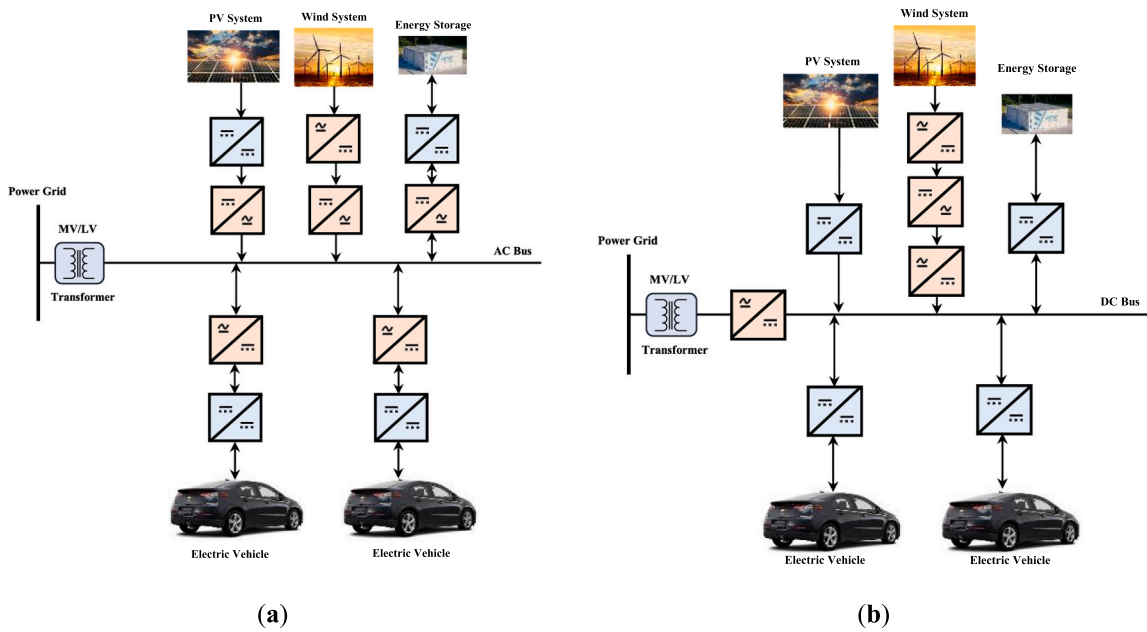 PV System
Wind System
Energy Storage
Power Grid
MV/LV
Transformer
AC Bus
Electric Vehicle
Electric Vehicle
(a)
Wind System
PV System
Energy Storage
Power Grid
MV/LV
Transformer
DC Bus
Electric Vehicle
Electric Vehicle
(b)